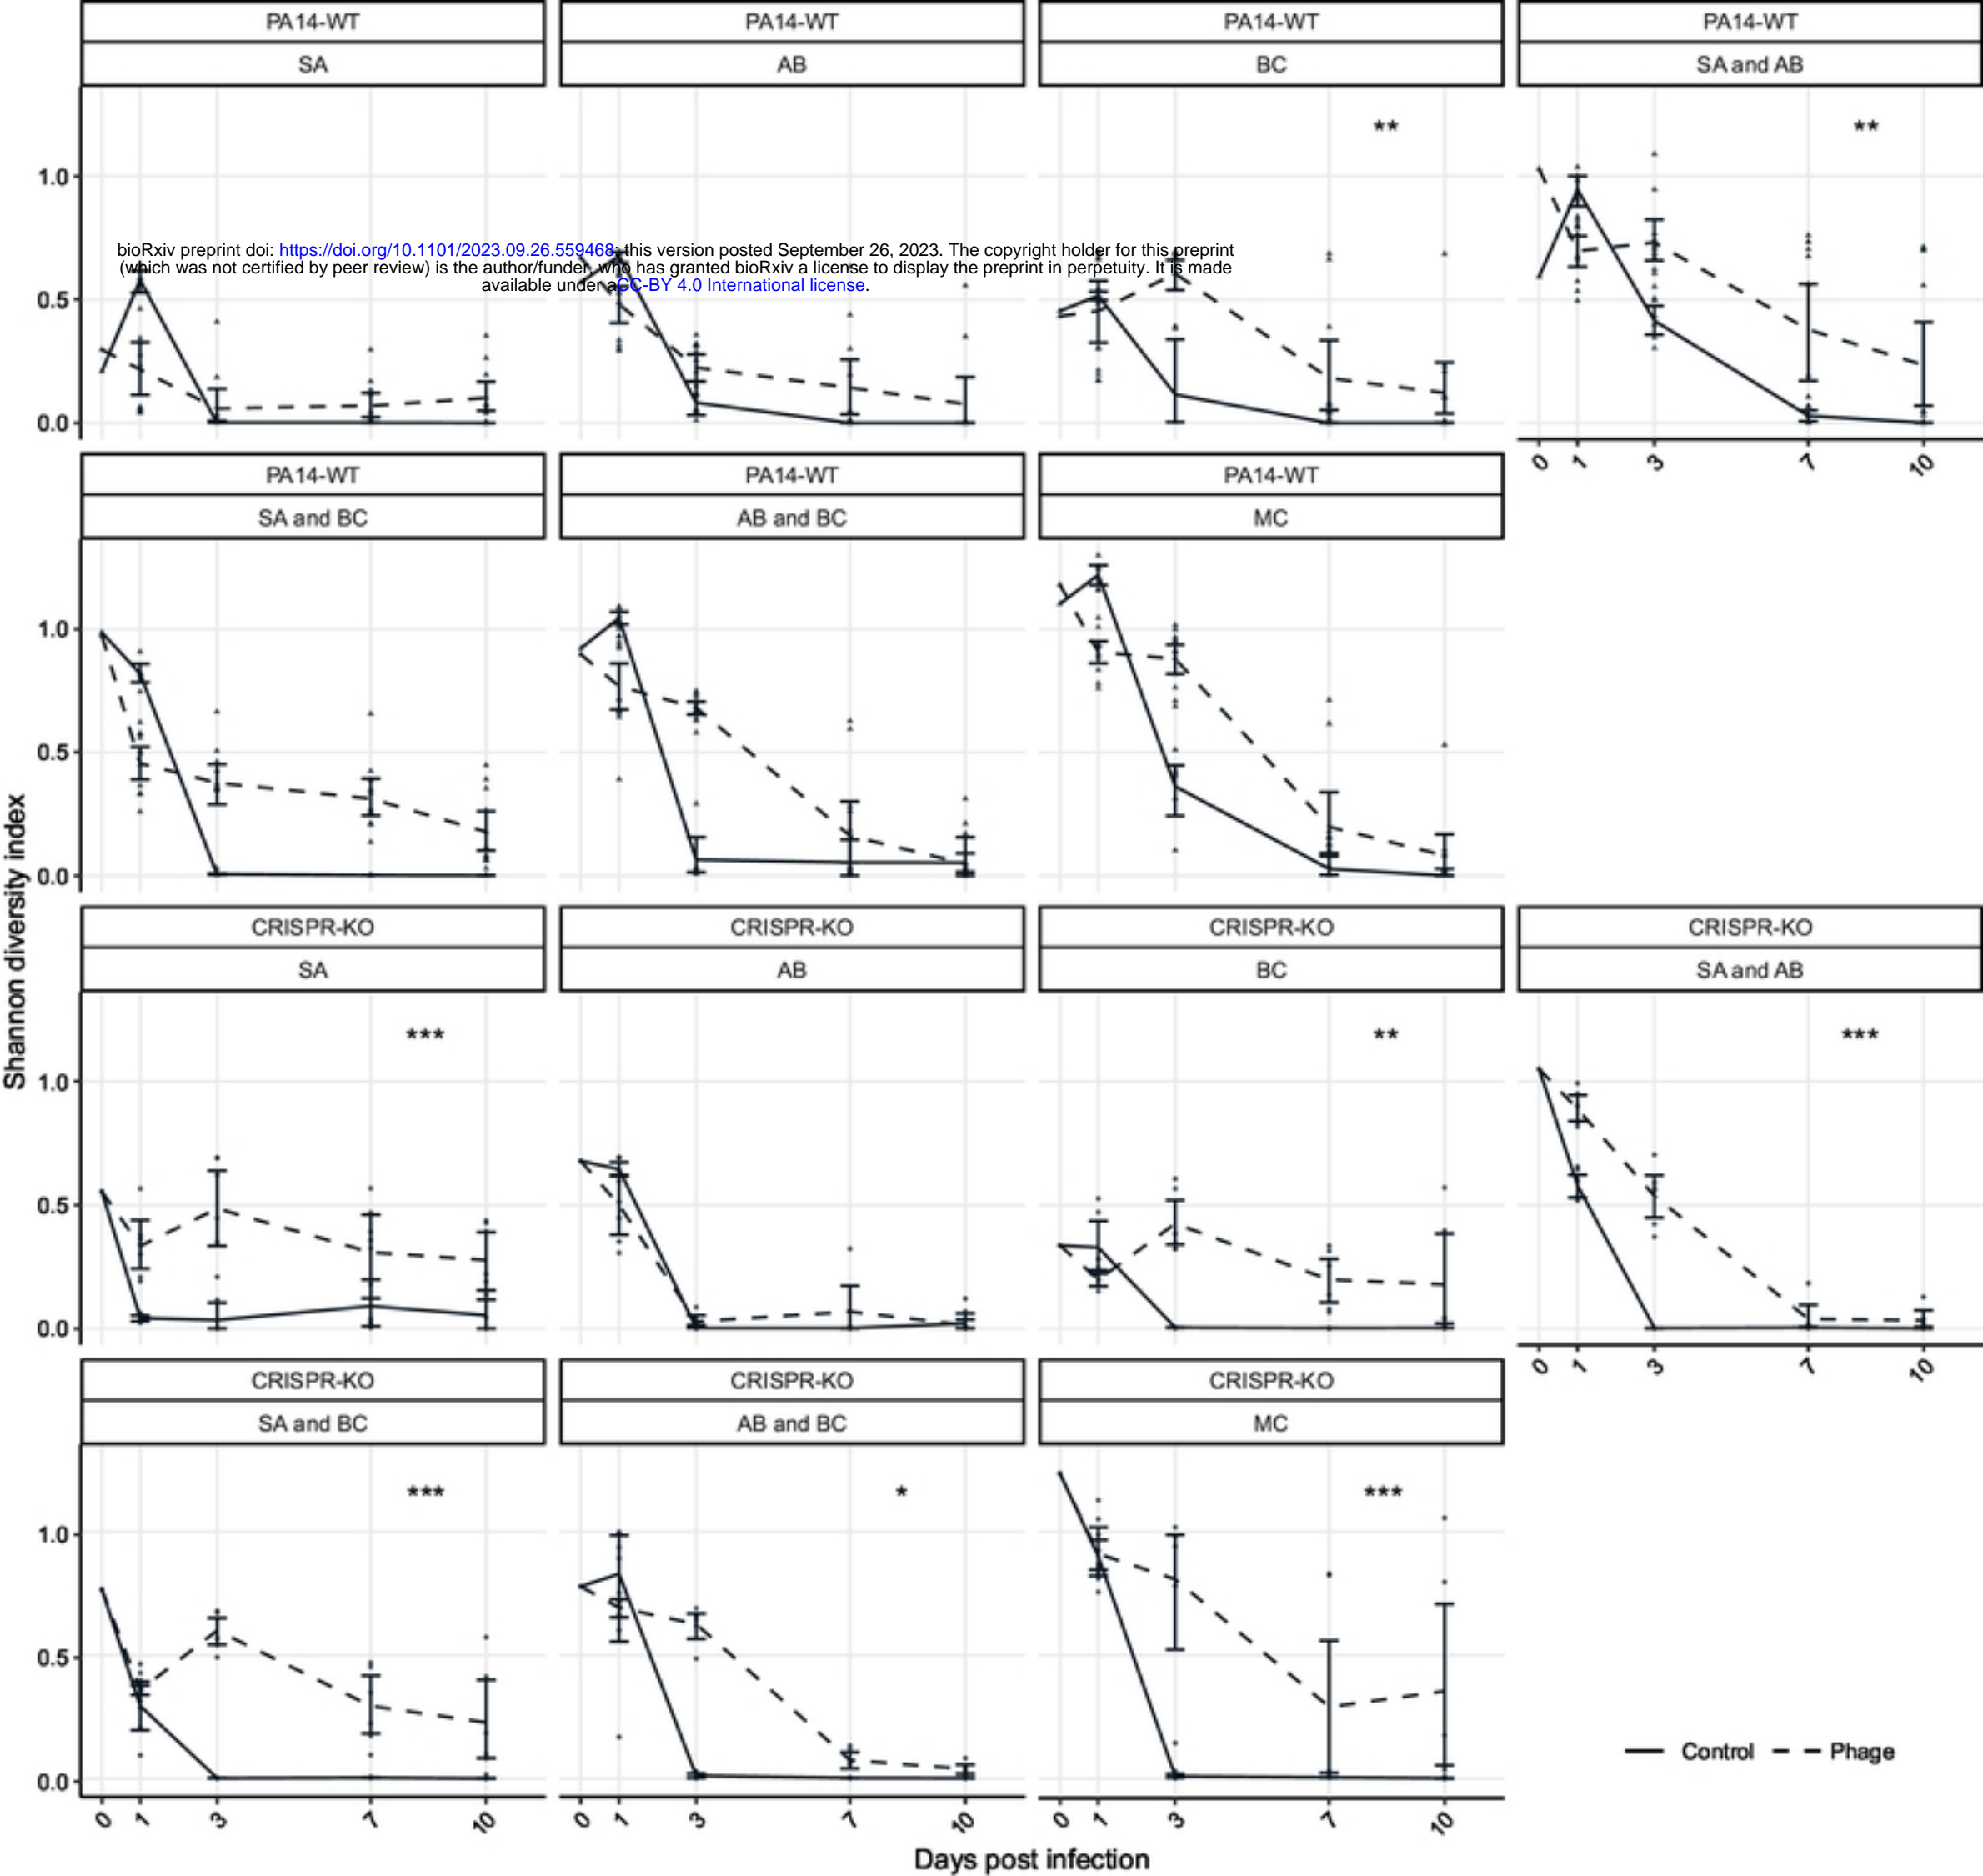 PA14-WT PA14-WT PA14-WT PA14-WT
SA AB BC SA and AB
** **
1.0
bioRxiv preprint doi: https://doi.org/10.1101/2023.09.26.559468; this version posted September 26, 2023. The copyright holder for this preprint
(which was not certified by peer review) is the author/funder, who has granted bioRxiv a license to display the preprint in perpetuity. It is made
available under aCC-BY 4.0 International license.
0.5
0.0
0 1 3 7 10
PA14-WT PA14-WT PA14-WT
SA and BC AB and BC MC
1.0
0.5
0.0
Shannon diversity index
CRISPR-KO CRISPR-KO CRISPR-KO CRISPR-KO
SA AB BC SA and AB
*** ** ***
1.0
0.5
0.0
0 1 3 7 10
CRISPR-KO CRISPR-KO CRISPR-KO
SA and BC AB and BC MC
*** * ***
1.0
0.5
0.0
Control Phage
0 1 3 7 10 0 1 3 7 10 0 1 3 7 10
Days post infection